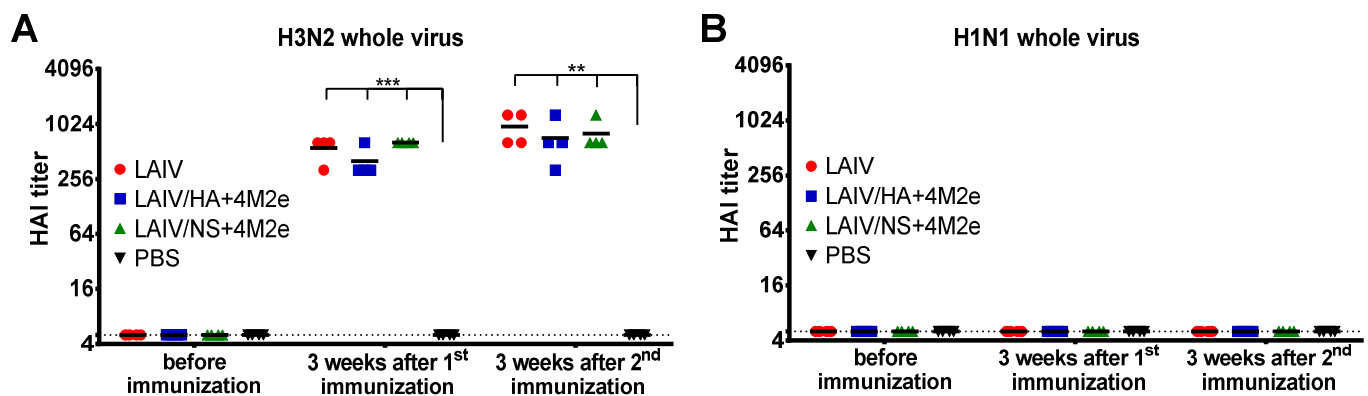 A
H3N2 whole virus
HAI titer
4096
1024
256
64
16
4
***
**
LAIV
LAIV/HA+4M2e
LAIV/NS+4M2e
PBS
before
immunization
3 weeks after 1st
immunization
3 weeks after 2nd
immunization
B
H1N1 whole virus
HAI titer
4096
1024
256
64
16
4
LAIV
LAIV/HA+4M2e
LAIV/NS+4M2e
PBS
before
immunization
3 weeks after 1st
immunization
3 weeks after 2nd
immunization